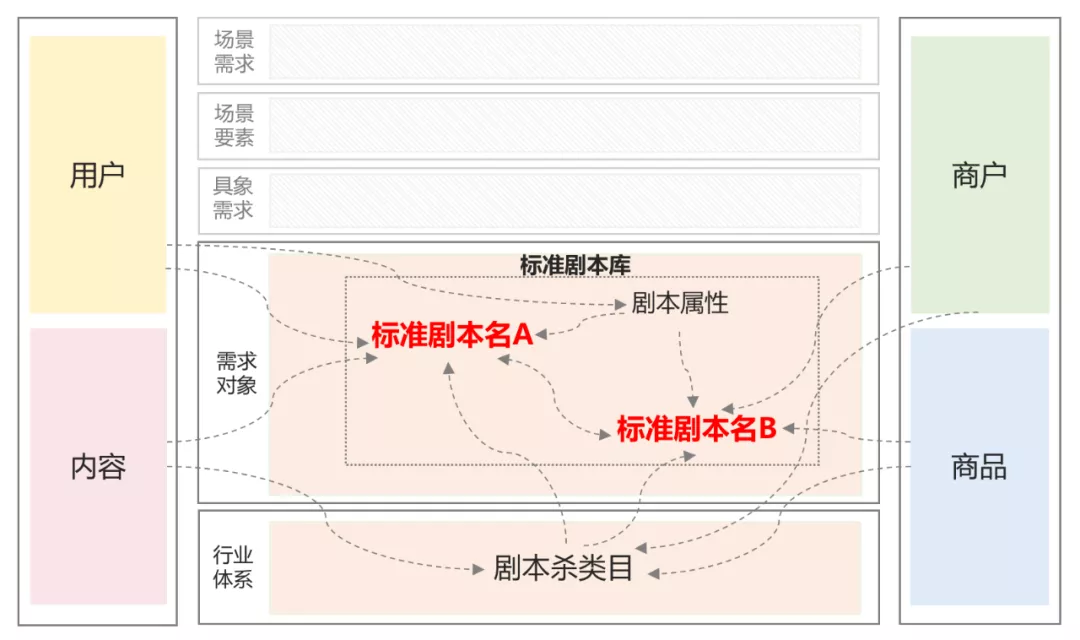 用户
内容
场景
需求
场景
要素
具象
需求
需求
对象
标准剧本库
剧本属性
标准剧本名A
标准剧本名B
行业
体系
剧本杀类目
商户
商品